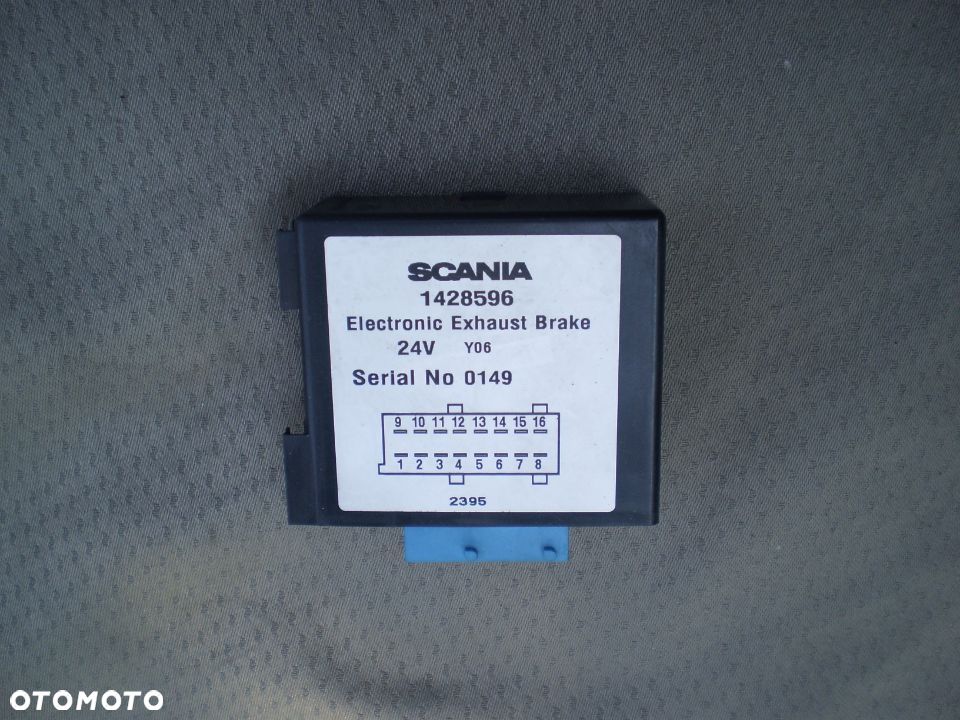 SCANIA
1428596
Electronic Exhaust Brake
24V Y06
Serial No 0149
9 10 11 12 13 14 15 16
1 2 3 4 5 6 7 8
2395
OTOMOTO